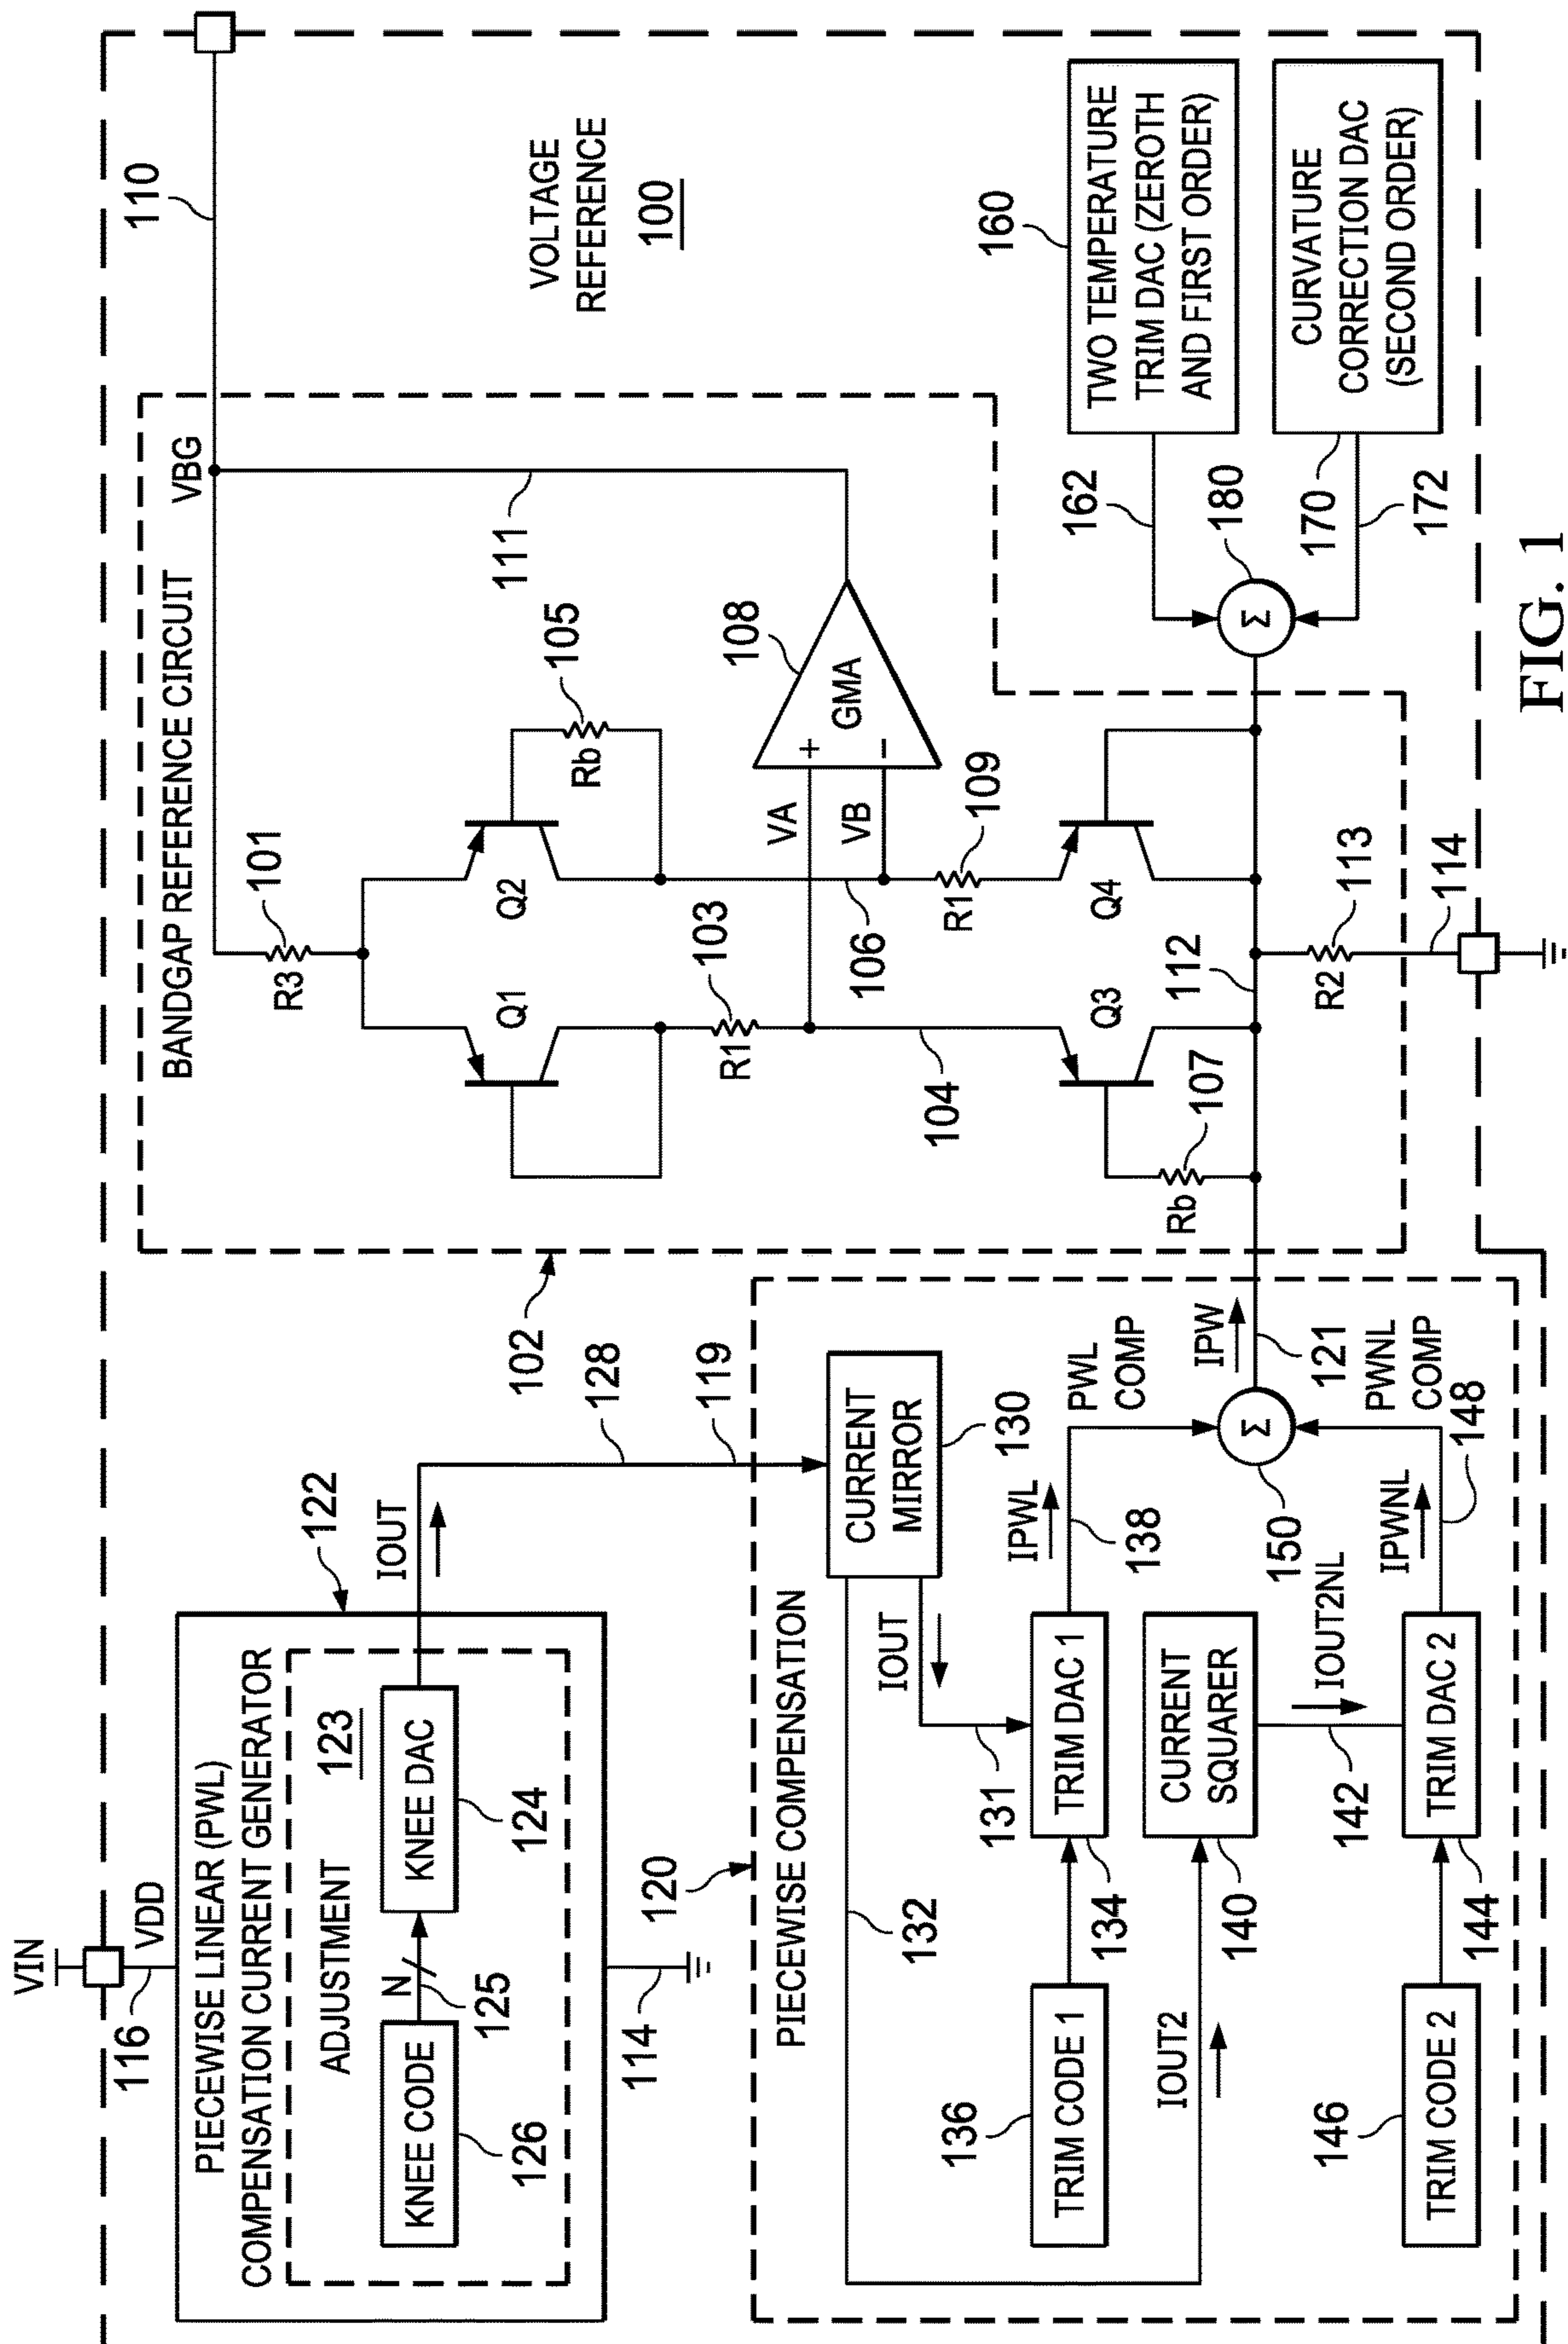 VIN
116
VDD
PIECEWISE LINEAR (PWL)
COMPENSATION CURRENT GENERATOR
122
ADJUSTMENT
123
KNEE CODE
126
N
125
KNEE DAC
124
IOUT
114
128
119
120
PIECEWISE COMPENSATION
CURRENT
MIRROR
130
132
IOUT
131
TRIM CODE 1
136
TRIM DAC 1
134
IPWL
138
PWL
COMP
IOUT2
CURRENT
SQUARER
140
IOUT2NL
142
TRIM CODE 2
146
TRIM DAC 2
144
IPWNL
148
PWNL
COMP
Σ
150
IPW
121
102
BANDGAP REFERENCE CIRCUIT
VBG
110
R3
101
Q1
Q2
Rb
105
111
R1
103
VA
VB
+
−
GMA
108
104
106
R1
109
Q3
Q4
Rb
107
112
R2
113
114
VOLTAGE
REFERENCE
100
TWO TEMPERATURE
TRIM DAC (ZEROTH
AND FIRST ORDER)
160
162
Σ
180
CURVATURE
CORRECTION DAC
(SECOND ORDER)
170
172
FIG. 1